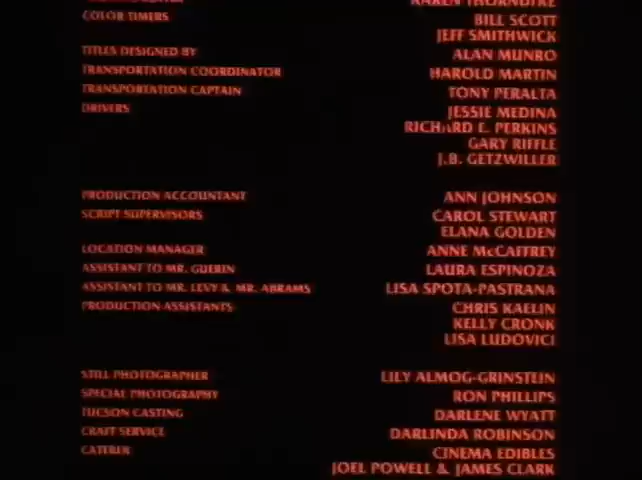 KAREN THORNDIKE
COLOR TIMERS BILL SCOTT
JEFF SMITHWICK
TITLES DESIGNED BY ALAN MUNRO
TRANSPORTATION COORDINATOR HAROLD MARTIN
TRANSPORTATION CAPTAIN TONY PERALTA
DRIVERS JESSIE MEDINA
RICHARD E. PERKINS
GARY RIFFLE
J.B. GETZWILLER
PRODUCTION ACCOUNTANT ANN JOHNSON
SCRIPT SUPERVISORS CAROL STEWART
ELANA GOLDEN
LOCATION MANAGER ANNE McCAFFREY
ASSISTANT TO MR. GUERIN LAURA ESPINOZA
ASSISTANT TO MR. LEVY & MR. ABRAMS LISA SPOTA-PASTRANA
PRODUCTION ASSISTANTS CHRIS KAELIN
KELLY CRONK
LISA LUDOVICI
STILL PHOTOGRAPHER LILY ALMOG-GRINSTEIN
SPECIAL PHOTOGRAPHY RON PHILLIPS
TUCSON CASTING DARLENE WYATT
CRAFT SERVICE DARLINDA ROBINSON
CATERER CINEMA EDIBLES
JOEL POWELL & JAMES CLARK